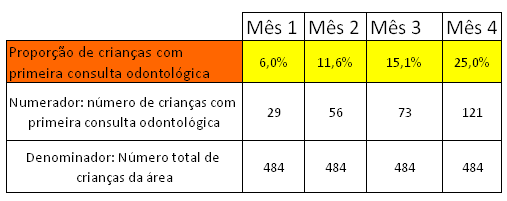 Mês 1 Mês 2 Mês 3 Mês 4
Proporção de crianças com
primeira consulta odontológica
6,0% 11,6% 15,1% 25,0%
Numerador: número de crianças com
primeira consulta odontológica
29 56 73 121
Denominador: Número total de
crianças da área
484 484 484 484